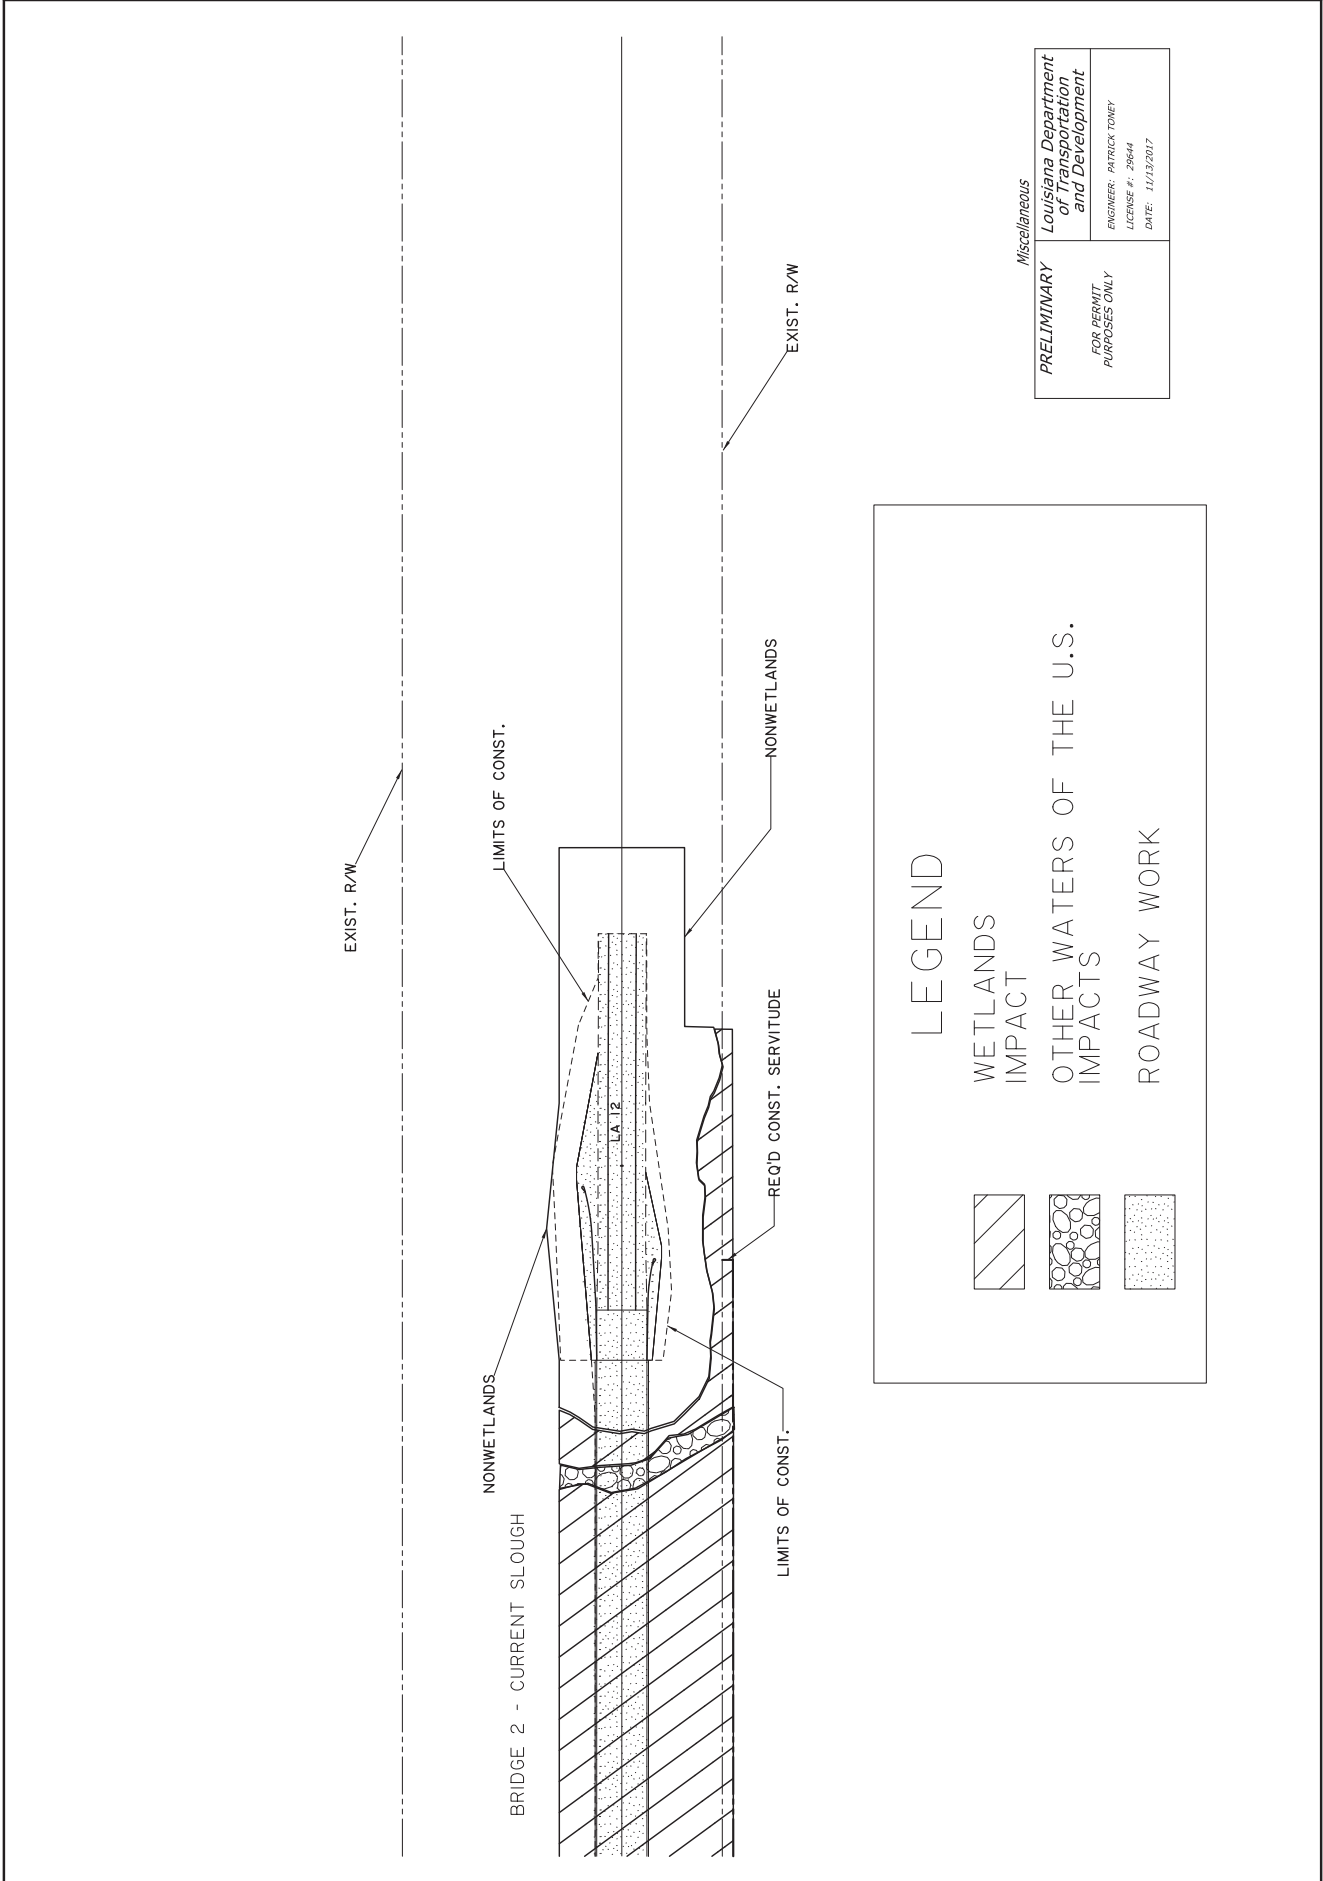 EXIST. R/W
LIMITS OF CONST.
NONWETLANDS
BRIDGE 2 - CURRENT SLOUGH
LA 12
EXIST. R/W
NONWETLANDS
REQ'D CONST. SERVITUDE
LIMITS OF CONST.
LEGEND
WETLANDS
IMPACT
OTHER WATERS OF THE U.S.
IMPACTS
ROADWAY WORK
Miscellaneous
PRELIMINARY
FOR PERMIT
PURPOSES ONLY
Louisiana Department
of Transportation
and Development
ENGINEER: PATRICK TONEY
LICENSE #: 29644
DATE: 11/13/2017